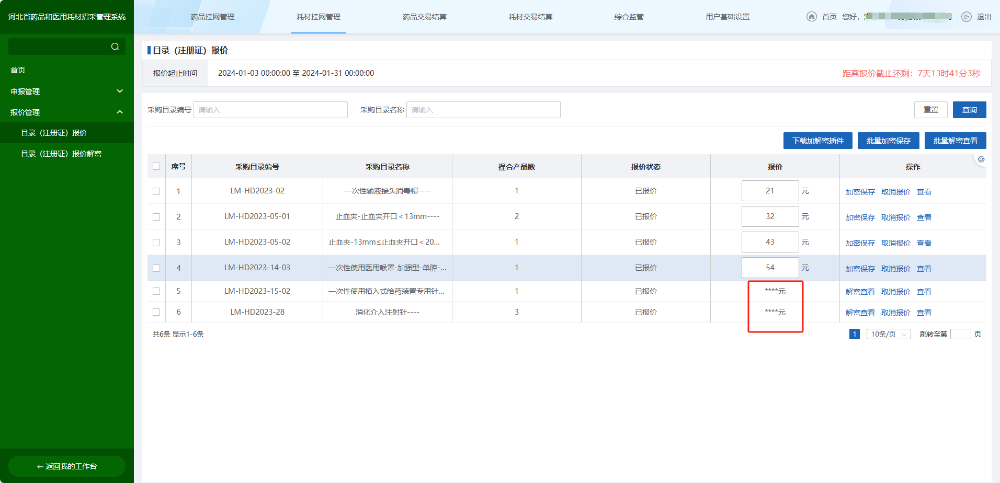 河北省药品和医用耗材招采管理系统
药品挂网管理 耗材挂网管理 药品交易结算 耗材交易结算 综合监管 用户基础设置 首页 您好， 退出
首页
申报管理
报价管理
目录（注册证）报价
目录（注册证）报价解密
返回我的工作台
目录（注册证）报价
报价起止时间 2024-01-03 00:00:00 至 2024-01-31 00:00:00 距离报价截止还剩：7天13时41分3秒
采购目录编号 请输入 采购目录名称 请输入 重置 查询
下载加解密插件 批量加密保存 批量解密查看
序号 采购目录编号 采购目录名称 捏合产品数 报价状态 报价 操作
1 LM-HD2023-02 一次性输液接头消毒帽---- 1 已报价 21 元 加密保存 取消报价 查看
2 LM-HD2023-05-01 止血夹-止血夹开口＜13mm---- 2 已报价 32 元 加密保存 取消报价 查看
3 LM-HD2023-05-02 止血夹-13mm≤止血夹开口＜20... 1 已报价 43 元 加密保存 取消报价 查看
4 LM-HD2023-14-03 一次性使用医用喉罩-加强型-单腔-... 1 已报价 54 元 加密保存 取消报价 查看
5 LM-HD2023-15-02 一次性使用植入式给药装置专用针... 1 已报价 ****元 解密查看 取消报价 查看
6 LM-HD2023-28 消化介入注射针---- 3 已报价 ****元 解密查看 取消报价 查看
共6条 显示1-6条 1 10条/页 跳转至第 页